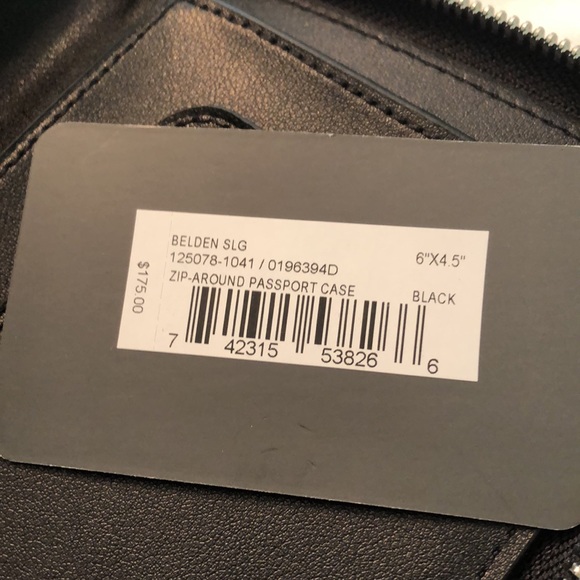 BELDEN SLG
125078-1041 / 0196394D 6"X4.5"
ZIP-AROUND PASSPORT CASE BLACK
7 42315 53826 6
$175.00